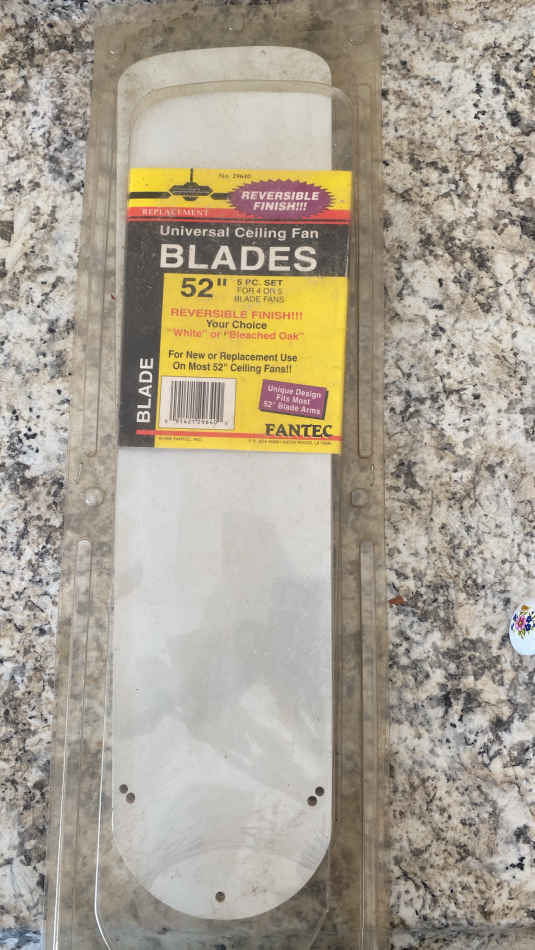 No. 29640
REVERSIBLE
FINISH!!!
REPLACEMENT
Universal Ceiling Fan
BLADES
52" 5 PC. SET
FOR 4 OR 5
BLADE FANS
REVERSIBLE FINISH!!!
Your Choice
"White" or "Bleached Oak"
For New or Replacement Use
On Most 52" Ceiling Fans!!
BLADE
Unique Design
Fits Most
52" Blade Arms
FANTEC